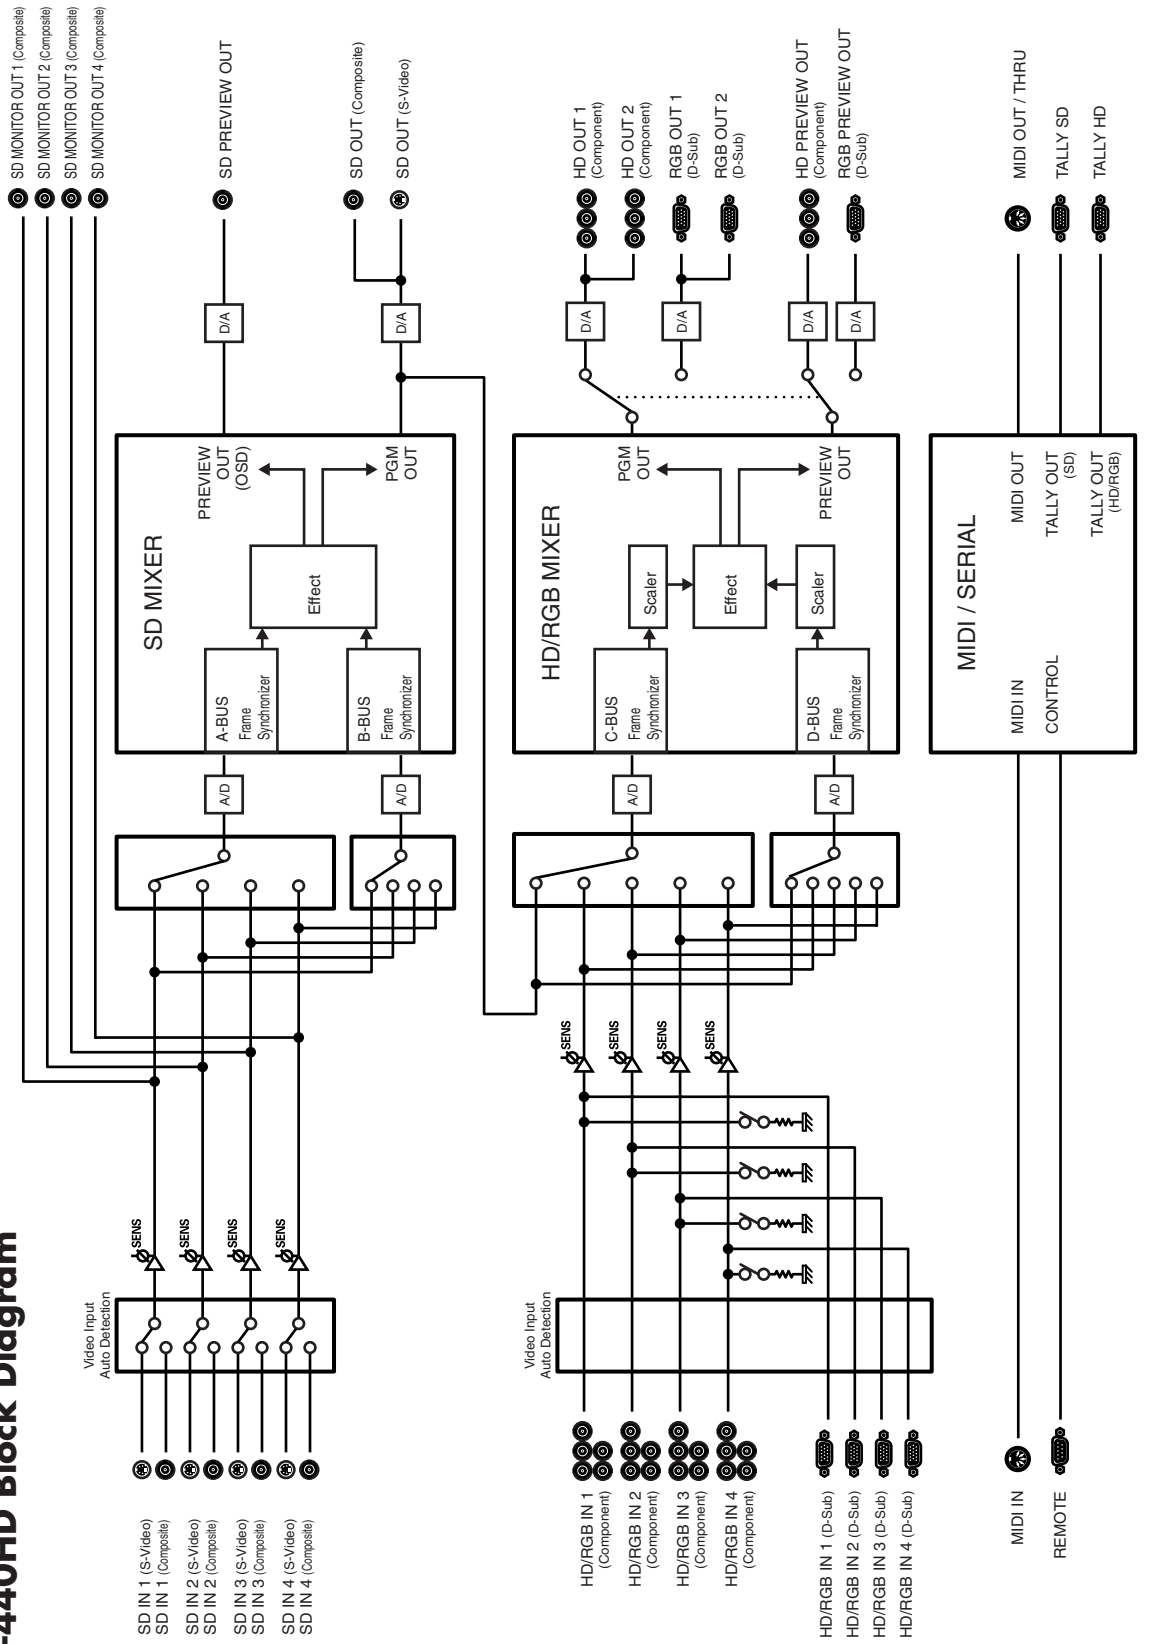 -440HD Block Diagram
SD MONITOR OUT 1 (Composite)
SD MONITOR OUT 2 (Composite)
SD MONITOR OUT 3 (Composite)
SD MONITOR OUT 4 (Composite)
SD PREVIEW OUT
SD OUT (Composite)
SD OUT (S-Video)
D/A
D/A
SD MIXER
PREVIEW
OUT
(OSD)
PGM
OUT
Effect
A-BUS
Frame
Synchronizer
B-BUS
Frame
Synchronizer
A/D
A/D
SENS
SENS
SENS
SENS
Video Input
Auto Detection
SD IN 1 (S-Video)
SD IN 1 (Composite)
SD IN 2 (S-Video)
SD IN 2 (Composite)
SD IN 3 (S-Video)
SD IN 3 (Composite)
SD IN 4 (S-Video)
SD IN 4 (Composite)
HD OUT 1
(Component)
HD OUT 2
(Component)
RGB OUT 1
(D-Sub)
RGB OUT 2
(D-Sub)
HD PREVIEW OUT
(Component)
RGB PREVIEW OUT
(D-Sub)
D/A
D/A
D/A
D/A
HD/RGB MIXER
PGM
OUT
PREVIEW
OUT
Scaler
Effect
Scaler
C-BUS
Frame
Synchronizer
D-BUS
Frame
Synchronizer
A/D
A/D
SENS
SENS
SENS
SENS
Video Input
Auto Detection
HD/RGB IN 1
(Component)
HD/RGB IN 2
(Component)
HD/RGB IN 3
(Component)
HD/RGB IN 4
(Component)
HD/RGB IN 1 (D-Sub)
HD/RGB IN 2 (D-Sub)
HD/RGB IN 3 (D-Sub)
HD/RGB IN 4 (D-Sub)
MIDI OUT / THRU
TALLY SD
TALLY HD
MIDI / SERIAL
MIDI OUT
TALLY OUT
(SD)
TALLY OUT
(HD/RGB)
MIDI IN
CONTROL
MIDI IN
REMOTE